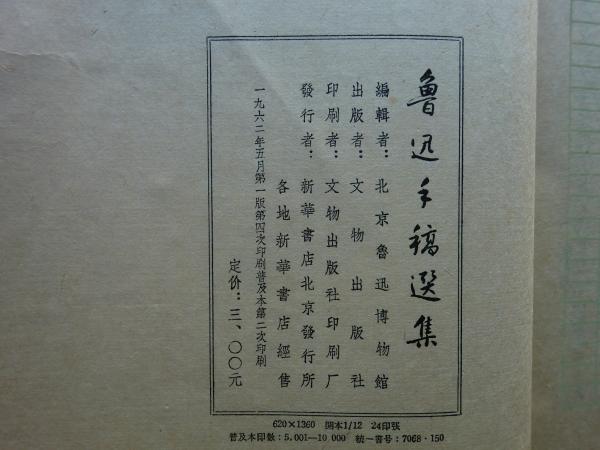 魯迅手稿選集
編輯者：北京魯迅博物館
出版者：文物出版社
印刷者：文物出版社印刷厂
發行者：新華書店北京發行所
各地新華書店經售
一九六二年五月第一版第四次印刷普及本第二次印刷
定价：三、〇〇元
620×1360 開本1/12 24印張
普及本印数：5,001—10,000 統一書号：7068·150